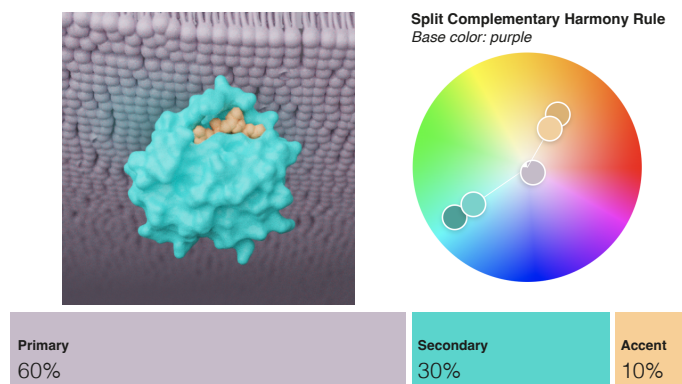 Split Complementary Harmony Rule
Base color: purple
Primary
60%
Secondary
30%
Accent
10%